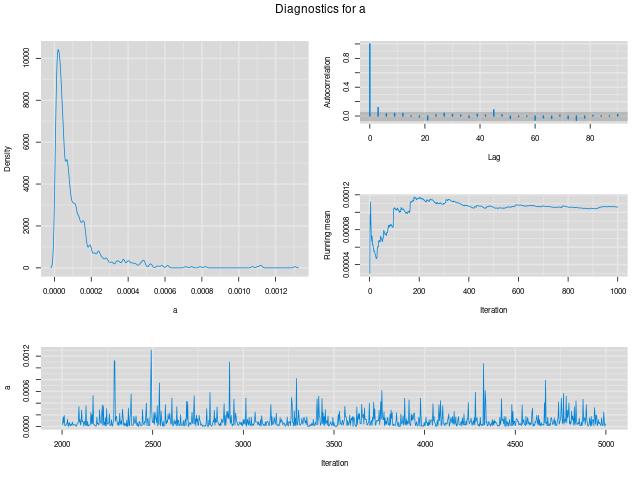 Diagnostics for a
Density
0 2000 4000 6000 8000 10000
0.0000 0.0002 0.0004 0.0006 0.0008 0.0010 0.0012
a
Autocorrelation
0.0 0.4 0.8
0 20 40 60 80
Lag
Running mean
0.00004 0.00008 0.00012
0 200 400 600 800 1000
Iteration
a
0.0000 0.0006 0.0012
2000 2500 3000 3500 4000 4500 5000
Iteration